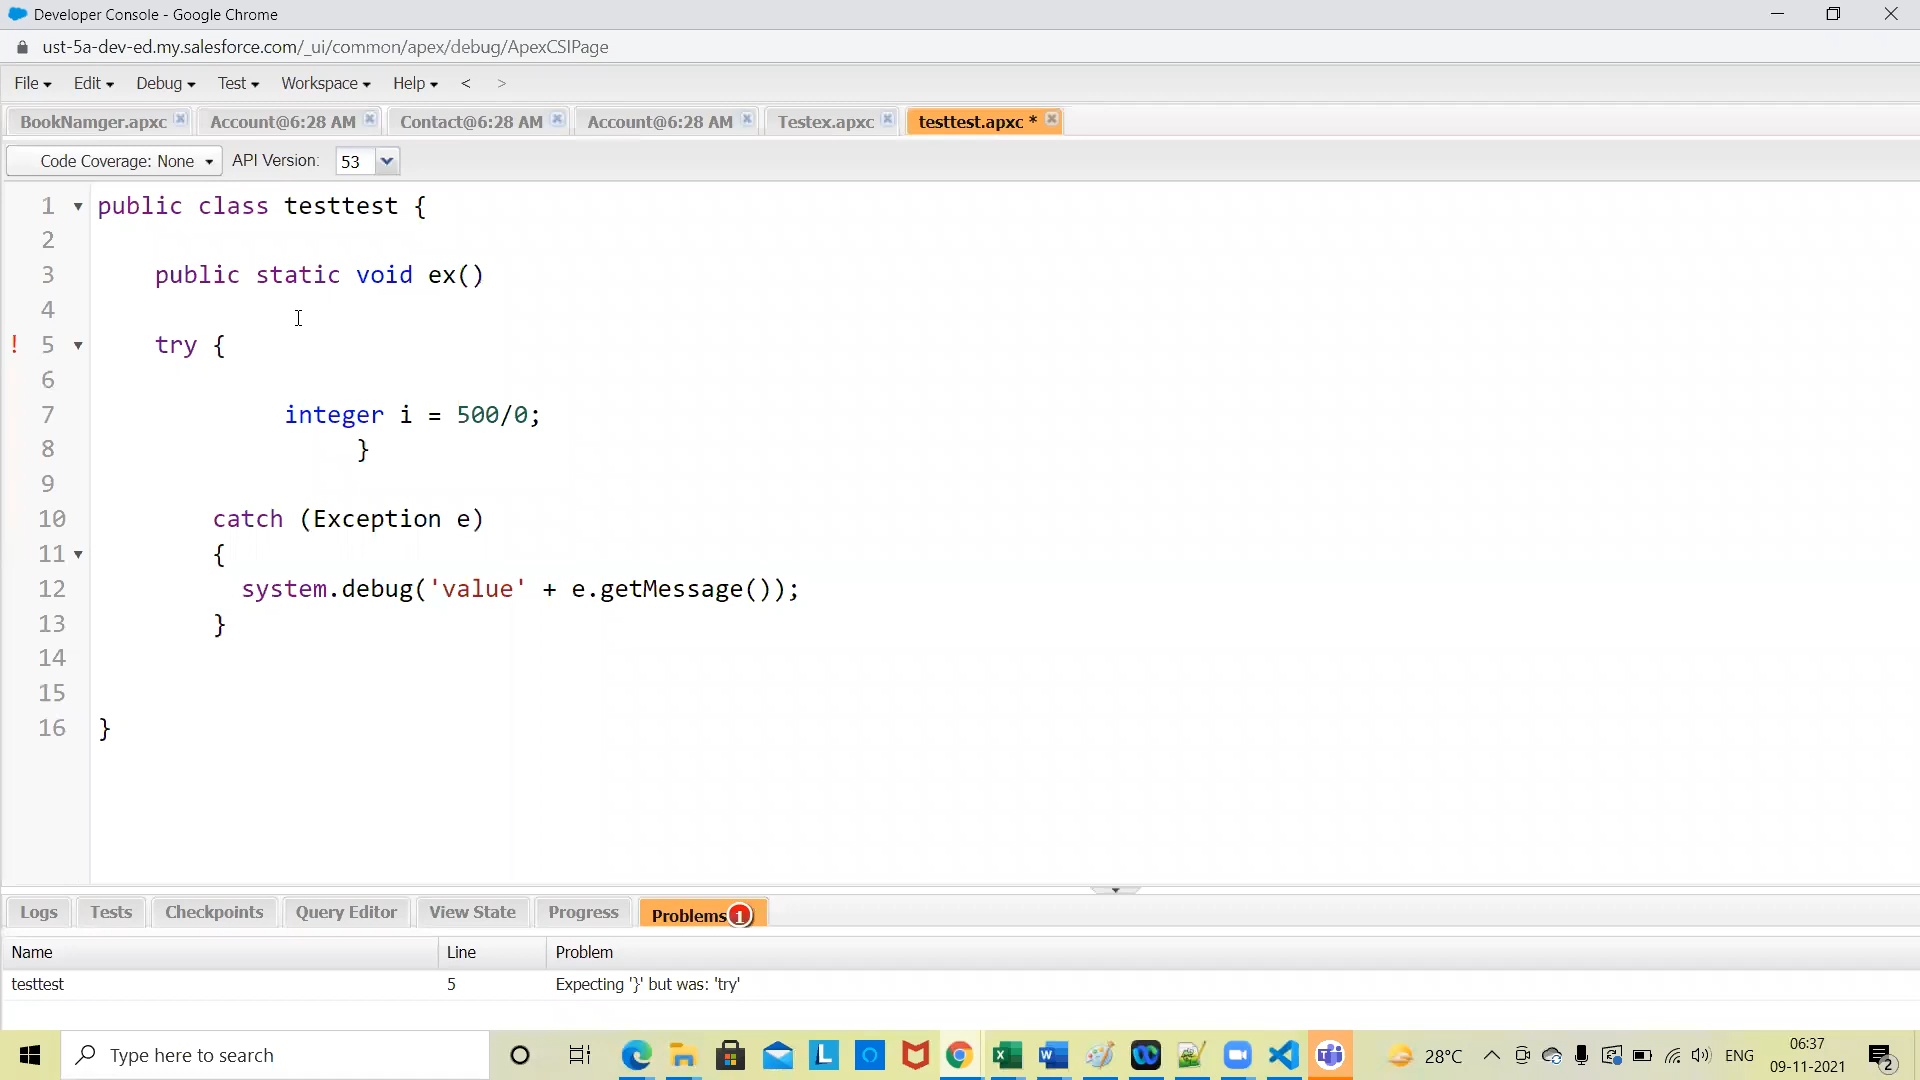 Developer Console - Google Chrome
ust-5a-dev-ed.my.salesforce.com/_ui/common/apex/debug/ApexCSIPage
File Edit Debug Test Workspace Help < >
BookNamger.apxc Account@6:28 AM Contact@6:28 AM Account@6:28 AM Testex.apxc testtest.apxc *
Code Coverage: None API Version: 53
1 public class testtest {
2
3 public static void ex()
4
! 5 try {
6
7 integer i = 500/0;
8 }
9
10 catch (Exception e)
11 {
12 system.debug('value' + e.getMessage());
13 }
14
15
16 }
Logs Tests Checkpoints Query Editor View State Progress Problems 1
Name Line Problem
testtest 5 Expecting '}' but was: 'try'
Type here to search 28°C ENG 06:37
09-11-2021 2